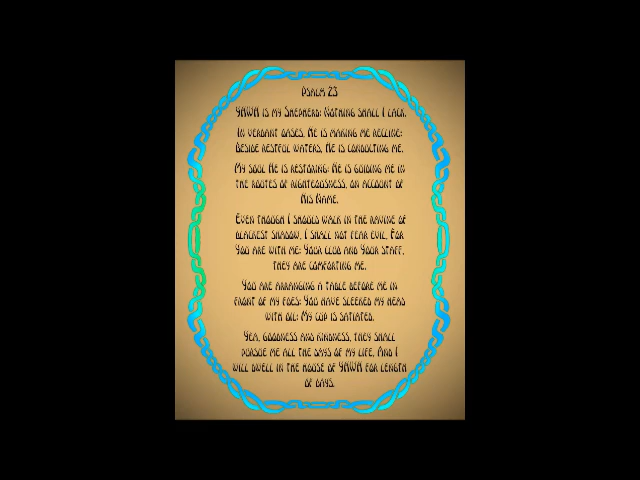 Psalm 23
YHWH is my Shepherd: Nothing shall I lack.
In verdant oases, He is making me recline:
Beside restful waters, He is conducting me.
My soul He is restoring: He is guiding me in
the routes of righteousness, on account of
His Name.
Even though I should walk in the ravine of
blackest shadow, I shall not fear evil, For
You are with me: Your club and Your staff,
they are comforting me.
You are arranging a table before me in
front of my foes: You have sleeked my head
with oil: My cup is satiated.
Yea, goodness and kindness, they shall
pursue me all the days of my life, And I
will dwell in the house of YHWH for length
of days.